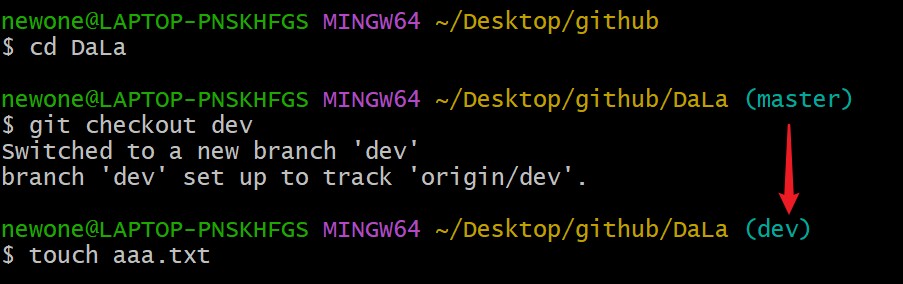 newone@LAPTOP-PNSKHFGS MINGW64 ~/Desktop/github
$ cd DaLa
newone@LAPTOP-PNSKHFGS MINGW64 ~/Desktop/github/DaLa (master)
$ git checkout dev
Switched to a new branch 'dev'
branch 'dev' set up to track 'origin/dev'.
newone@LAPTOP-PNSKHFGS MINGW64 ~/Desktop/github/DaLa (dev)
$ touch aaa.txt